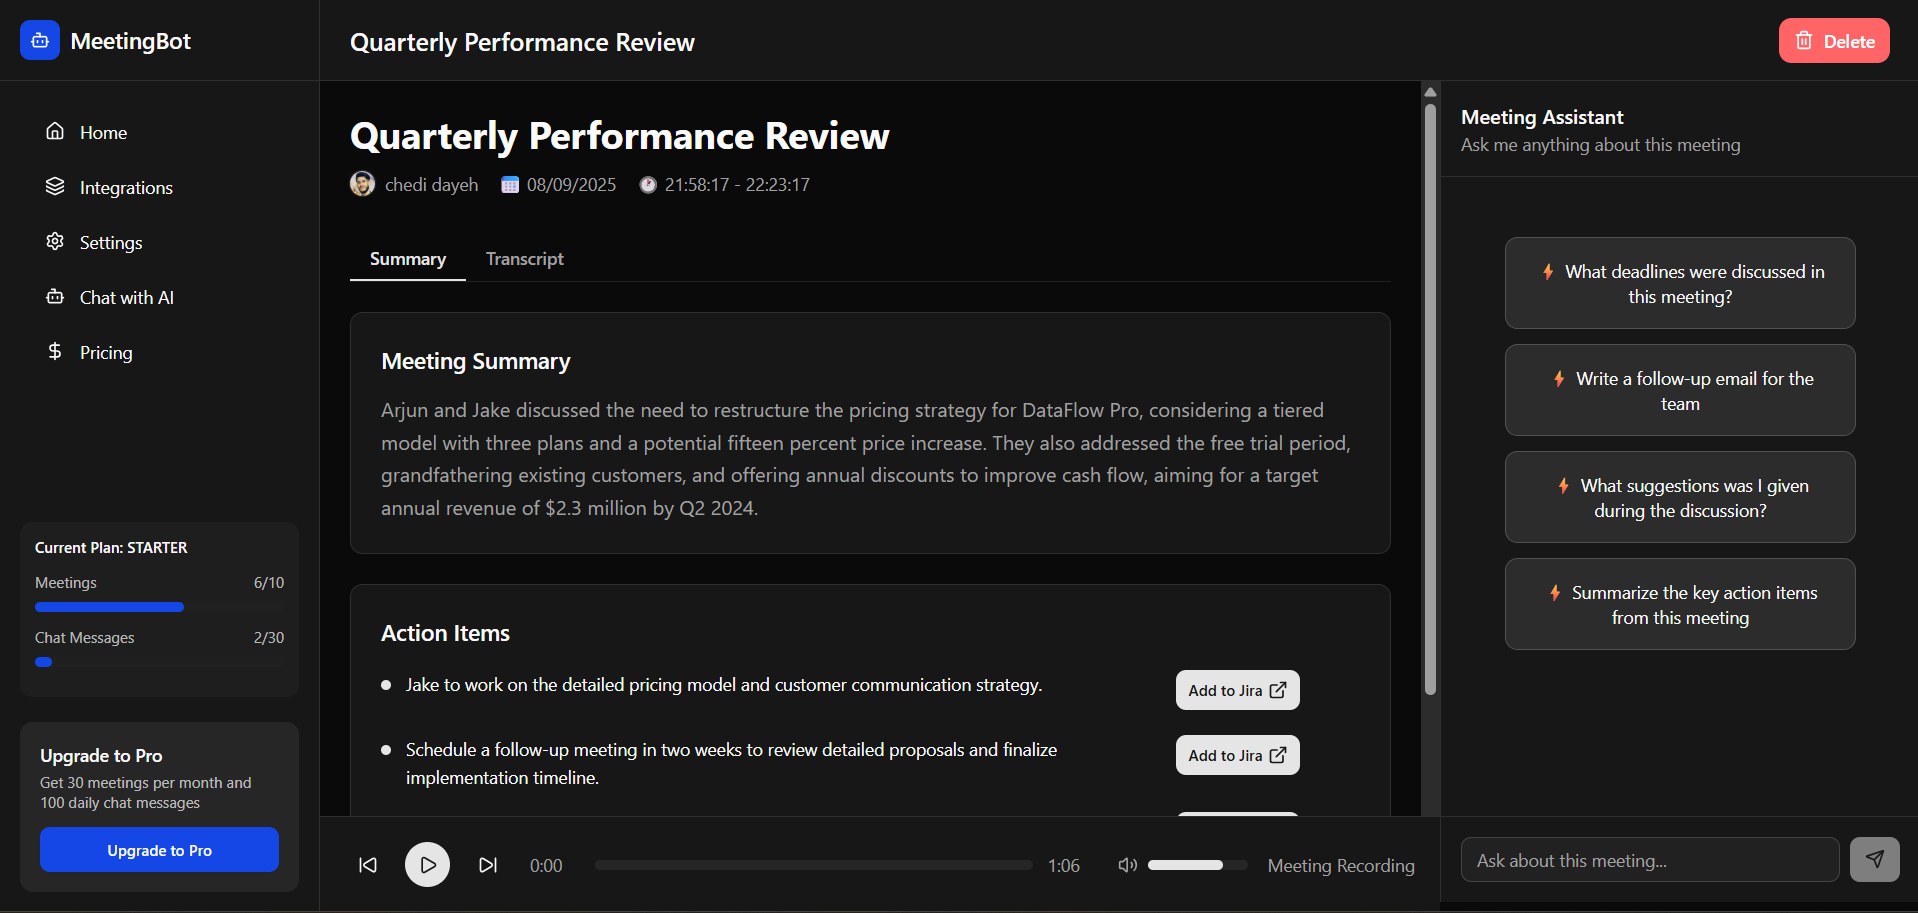 MeetingBot
Home
Integrations
Settings
Chat with AI
Pricing
Current Plan: STARTER
Meetings 6/10
Chat Messages 2/30
Upgrade to Pro
Get 30 meetings per month and
100 daily chat messages
Upgrade to Pro
Quarterly Performance Review
Delete
Quarterly Performance Review
chedi dayeh 08/09/2025 21:58:17 - 22:23:17
Summary Transcript
Meeting Summary
Arjun and Jake discussed the need to restructure the pricing strategy for DataFlow Pro, considering a tiered
model with three plans and a potential fifteen percent price increase. They also addressed the free trial period,
grandfathering existing customers, and offering annual discounts to improve cash flow, aiming for a target
annual revenue of $2.3 million by Q2 2024.
Action Items
Jake to work on the detailed pricing model and customer communication strategy.
Add to Jira
Schedule a follow-up meeting in two weeks to review detailed proposals and finalize
implementation timeline.
Add to Jira
0:00 1:06 Meeting Recording
Meeting Assistant
Ask me anything about this meeting
What deadlines were discussed in
this meeting?
Write a follow-up email for the
team
What suggestions was I given
during the discussion?
Summarize the key action items
from this meeting
Ask about this meeting...